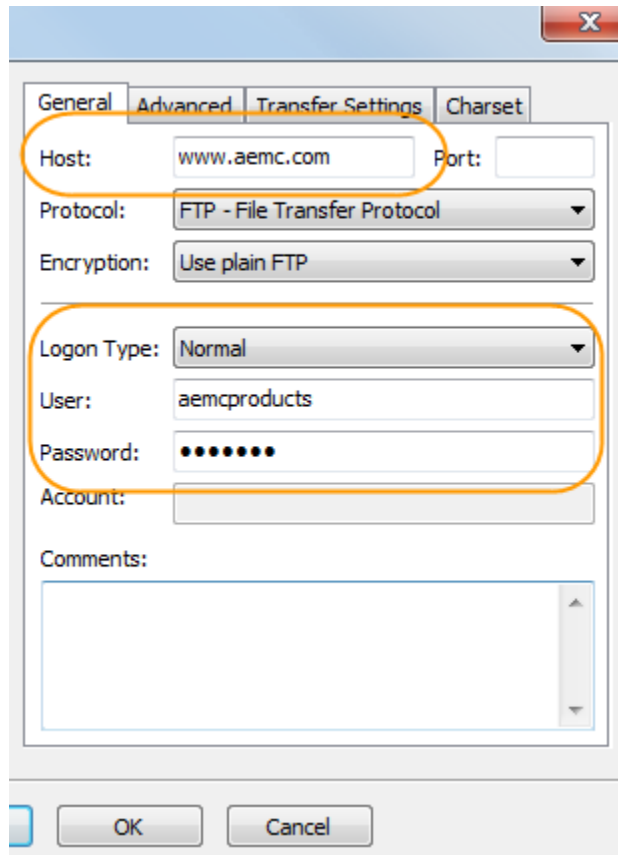 General Advanced Transfer Settings Charset
Host: www.aemc.com Port:
Protocol: FTP - File Transfer Protocol
Encryption: Use plain FTP
Logon Type: Normal
User: aemcproducts
Password: •••••••
Account:
Comments:
OK Cancel